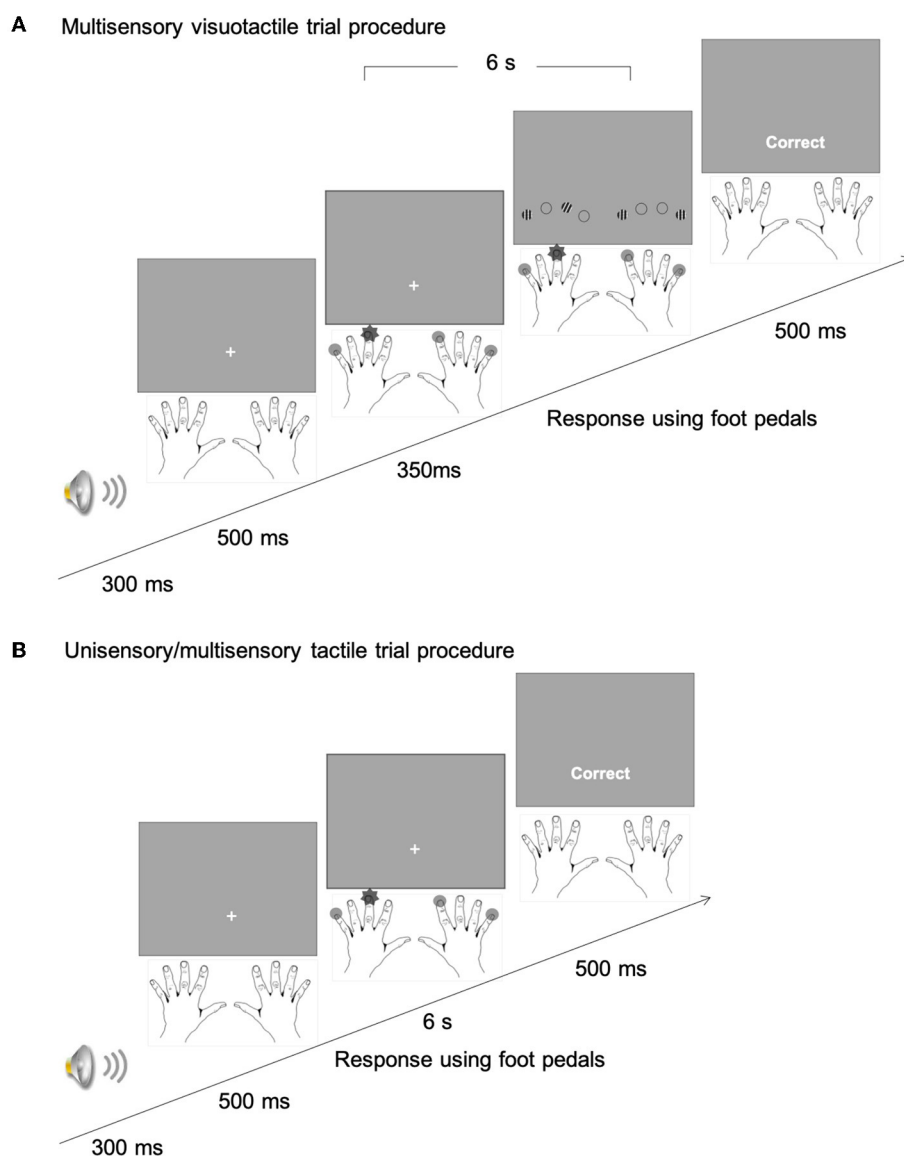 A Multisensory visuotactile trial procedure
6 s
Correct
+
+
500 ms
Response using foot pedals
350ms
500 ms
300 ms
B Unisensory/multisensory tactile trial procedure
Correct
+
+
500 ms
6 s
Response using foot pedals
500 ms
300 ms